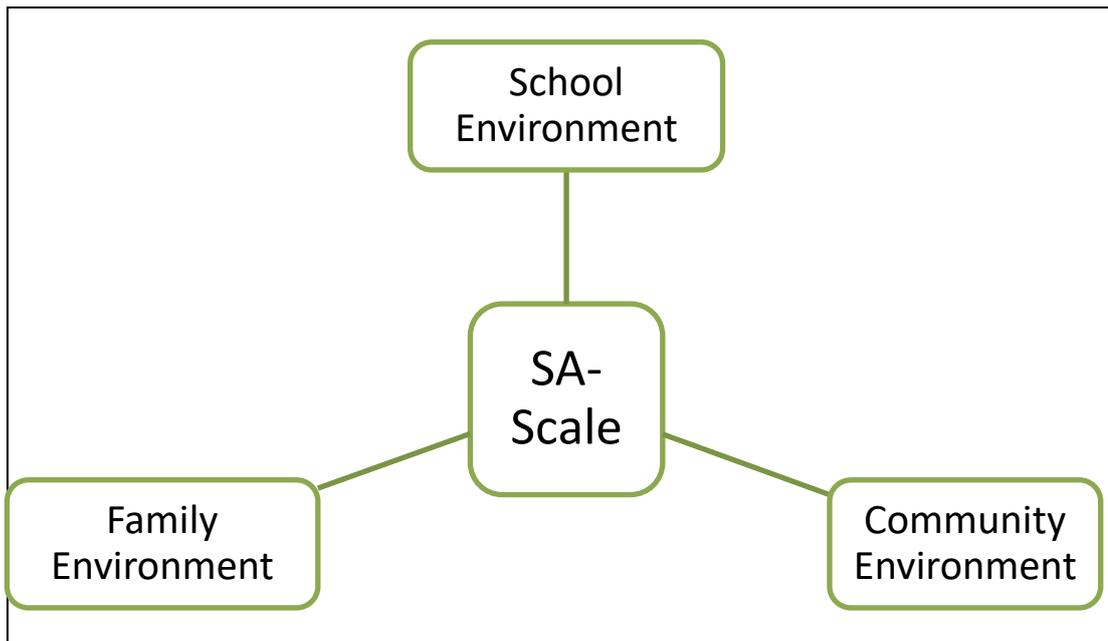 School
Environment
SA-
Scale
Family
Environment
Community
Environment